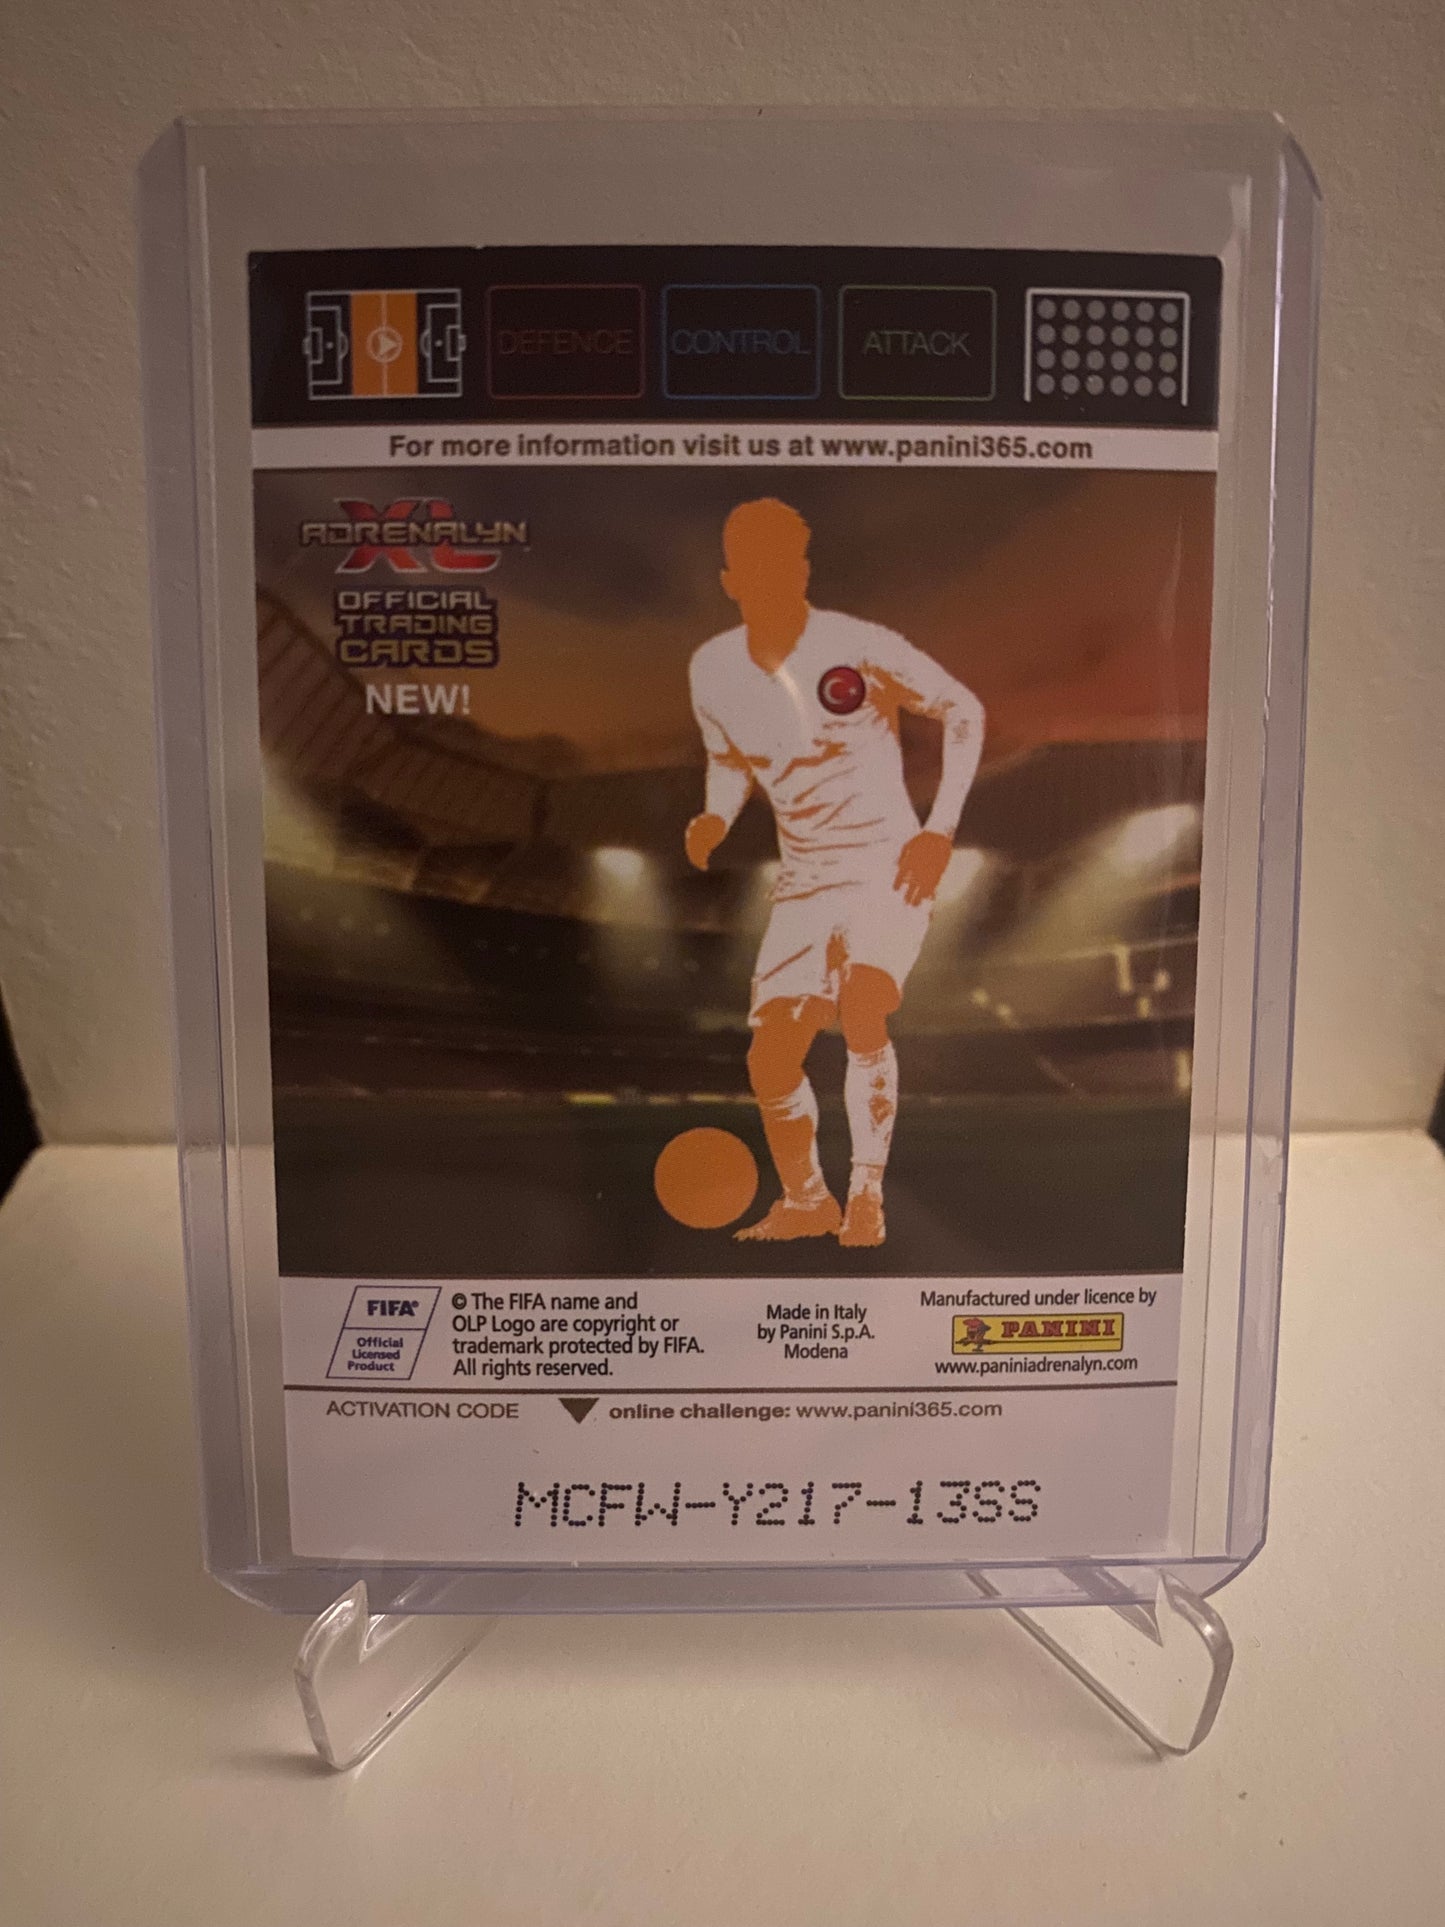 DEFENCE CONTROL ATTACK
For more information visit us at www.panini365.com
ADRENALYN
XL
OFFICIAL
TRADING
CARDS
NEW!
FIFA®
Official
Licensed
Product
© The FIFA name and
OLP Logo are copyright or
trademark protected by FIFA.
All rights reserved.
Made in Italy
by Panini S.p.A.
Modena
Manufactured under licence by
PANINI
www.paniniadrenalyn.com
ACTIVATION CODE
online challenge: www.panini365.com
MCFW-Y217-13SS